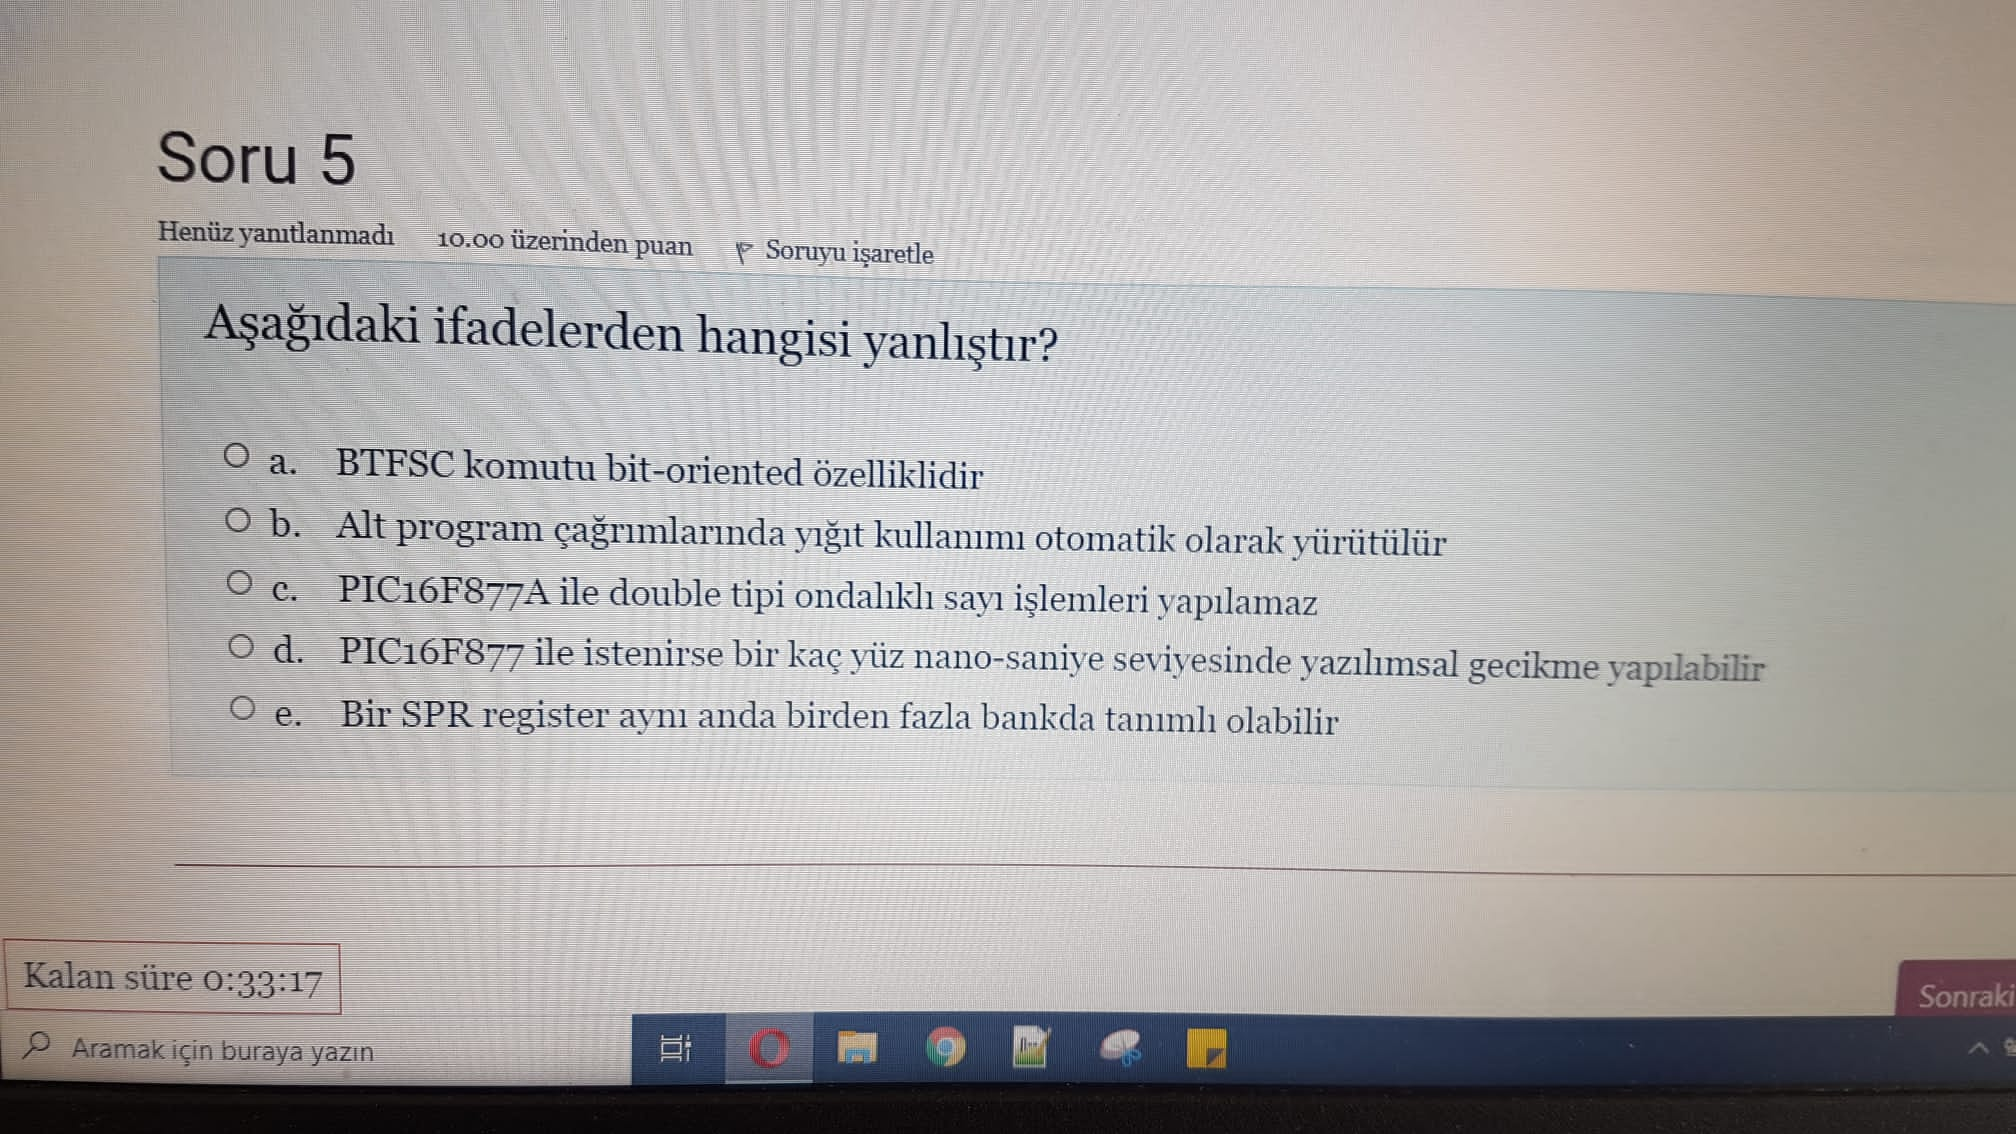 Soru 5
Henüz yanıtlanmadı 10.00 üzerinden puan Soruyu işaretle
Aşağıdaki ifadelerden hangisi yanlıştır?
a. BTFSC komutu bit-oriented özelliklidir
b. Alt program çağrımlarında yığıt kullanımı otomatik olarak yürütülür
c. PIC16F877A ile double tipi ondalıklı sayı işlemleri yapılamaz
d. PIC16F877 ile istenirse bir kaç yüz nano-saniye seviyesinde yazılımsal gecikme yapılabilir
e. Bir SPR register aynı anda birden fazla bankda tanımlı olabilir
Kalan süre 0:33:17
Sonraki
Aramak için buraya yazın